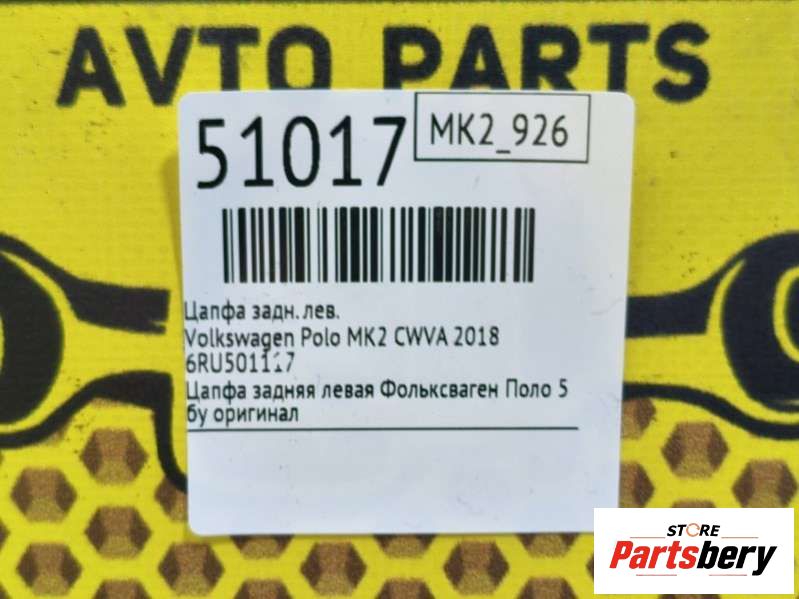 AVTO PARTS
51017
MK2_926
Цапфа задн. лев.
Volkswagen Polo MK2 CWVA 2018
6RU501117
Цапфа задняя левая Фольксваген Поло 5
бу оригинал
STORE
Partsbery